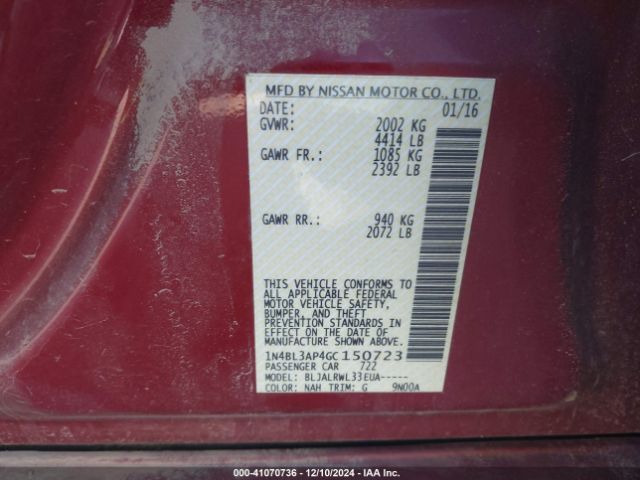 MFD BY NISSAN MOTOR CO., LTD.
DATE: 01/16
GVWR: 2002 KG
4414 LB
GAWR FR.: 1085 KG
2392 LB
GAWR RR.: 940 KG
2072 LB
THIS VEHICLE CONFORMS TO
ALL APPLICABLE FEDERAL
MOTOR VEHICLE SAFETY,
BUMPER, AND THEFT
PREVENTION STANDARDS IN
EFFECT ON THE DATE OF
MANUFACTURE SHOWN ABOVE.
1N4BL3AP4GC150723
PASSENGER CAR 722
MODEL: BLJALRWL33EUA-----
COLOR: NAH TRIM: G 9N00A
000-41070736 - 12/10/2024 - IAA Inc.